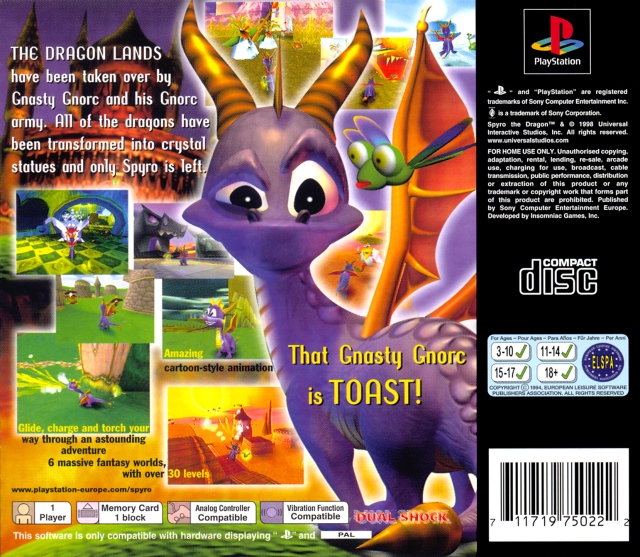 THE DRAGON LANDS
have been taken over by
Gnasty Gnorc and his Gnorc
army. All of the dragons have
been transformed into crystal
statues and only Spyro is left.
Amazing
cartoon-style animation
That Gnasty Gnorc
is TOAST!
Glide, charge and torch your
way through an astounding
adventure
6 massive fantasy worlds,
with over 30 levels
www.playstation-europe.com/spyro
1
Player
Memory Card
1 block
Analog Controller
Compatible
Vibration Function
Compatible
DUAL SHOCK
This software is only compatible with hardware displaying " " and PAL
PlayStation
" " and "PlayStation" are registered
trademarks of Sony Computer Entertainment Inc.
is a trademark of Sony Corporation.
Spyro the Dragon™ & © 1998 Universal
Interactive Studios, Inc. All rights reserved.
www.universalstudios.com
FOR HOME USE ONLY. Unauthorised copying,
adaptation, rental, lending, re-sale, arcade
use, charging for use, broadcast, cable
transmission, public performance, distribution
or extraction of this product or any
trademark or copyright work that forms part
of this product are prohibited. Published
by Sony Computer Entertainment Europe.
Developed by Insomniac Games, Inc.
COMPACT
disc
For Ages - Pour Ages - Para Años - Für Jahre - Per Anni
3-10 11-14
15-17 18+
ELSPA
COPYRIGHT © 1994, EUROPEAN LEISURE SOFTWARE
PUBLISHERS ASSOCIATION, ALL RIGHTS RESERVED
7 11719 75022 2